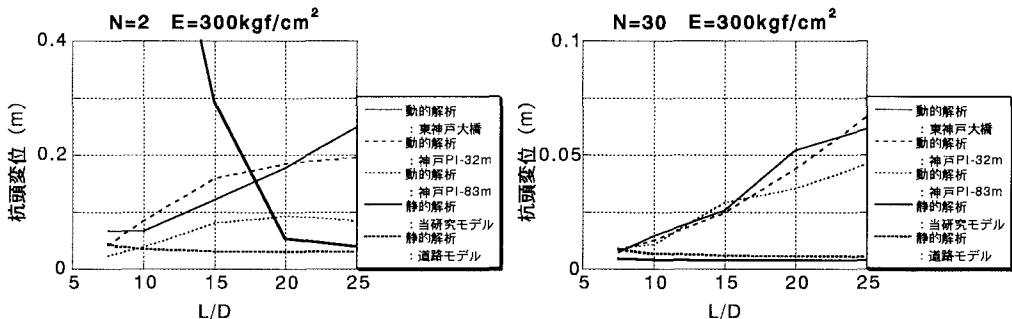 N=2 E=300kgf/cm²
0.4
0.2
0
杭頭変位 (m)
5 10 15 20 25
L/D
動的解析
: 東神戸大橋
動的解析
: 神戸PI-32m
動的解析
: 神戸PI-83m
静的解析
: 当研究モデル
静的解析
: 道路モデル
N=30 E=300kgf/cm²
0.1
0.05
0
杭頭変位 (m)
5 10 15 20 25
L/D
動的解析
: 東神戸大橋
動的解析
: 神戸PI-32m
動的解析
: 神戸PI-83m
静的解析
: 当研究モデル
静的解析
: 道路モデル